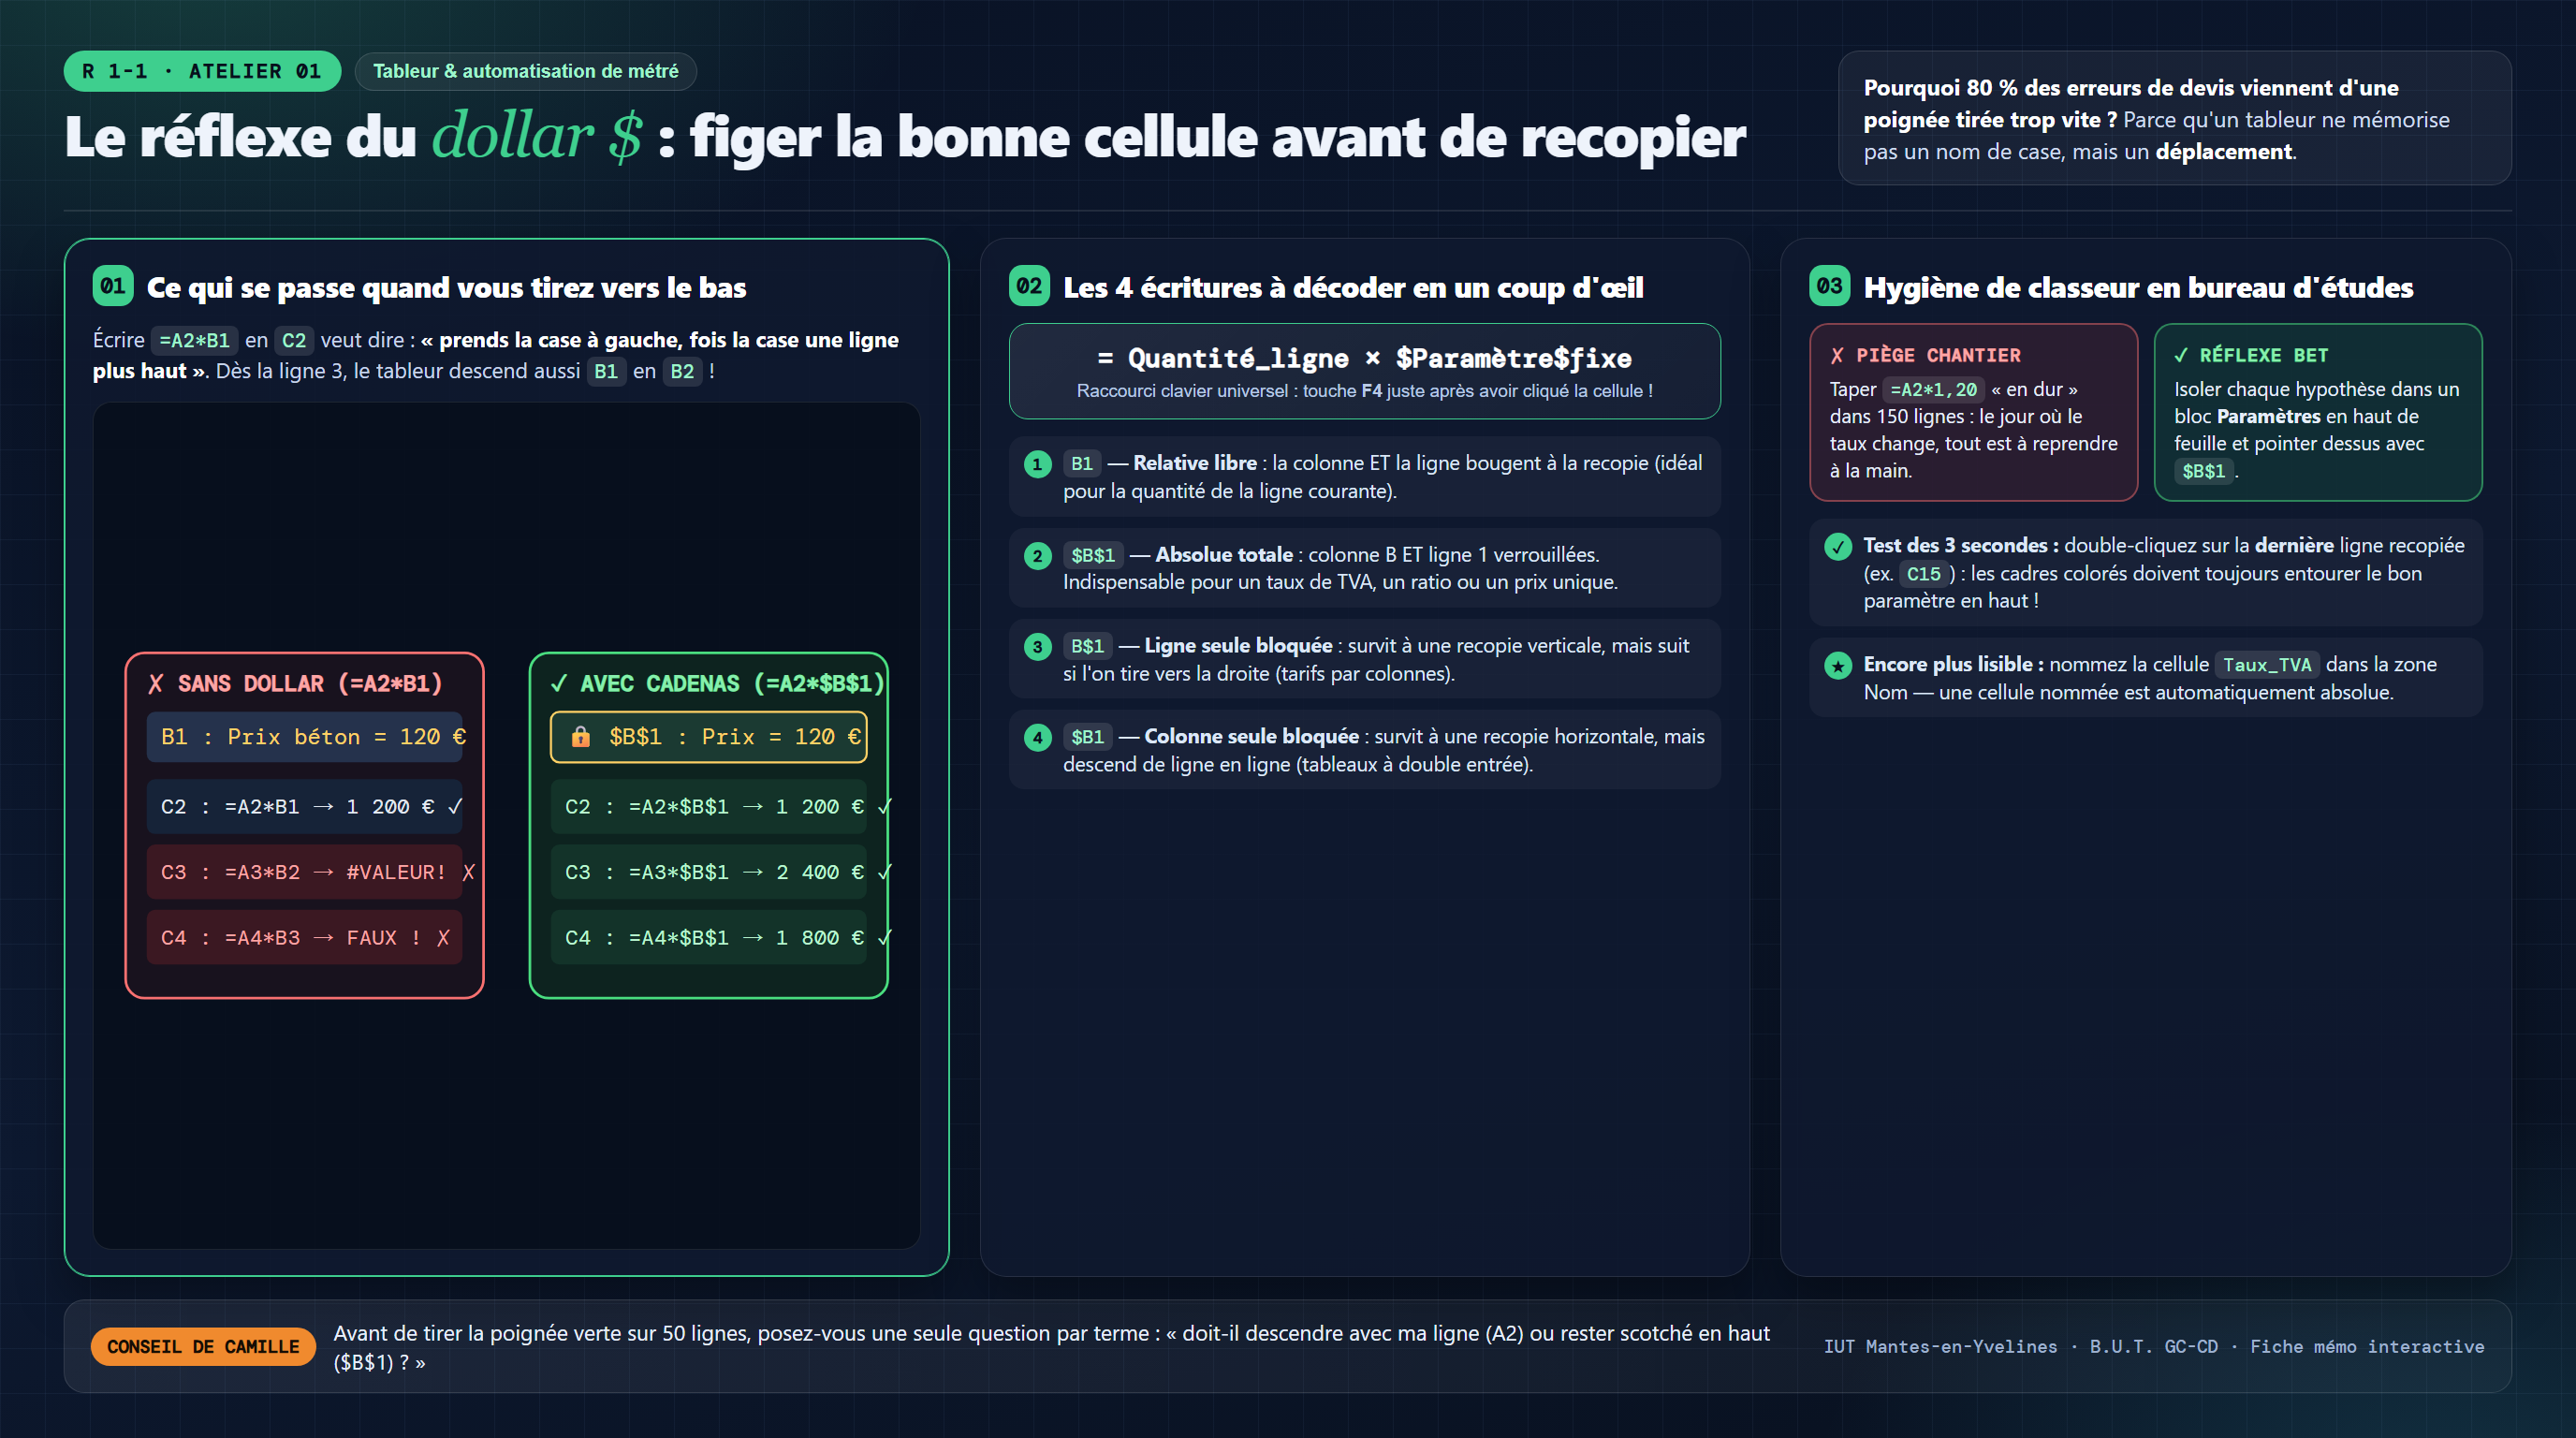 R 1-1 · ATELIER 01
Tableur & automatisation de métré
Le réflexe du dollar $ : figer la bonne cellule avant de recopier
Pourquoi 80 % des erreurs de devis viennent d'une
poignée tirée trop vite ? Parce qu'un tableur ne mémorise
pas un nom de case, mais un déplacement.
01 Ce qui se passe quand vous tirez vers le bas
Écrire =A2*B1 en C2 veut dire : « prends la case à gauche, fois la case une ligne
plus haut ». Dès la ligne 3, le tableur descend aussi B1 en B2 !
✗ SANS DOLLAR (=A2*B1)
B1 : Prix béton = 120 €
C2 : =A2*B1 → 1 200 € ✓
C3 : =A3*B2 → #VALEUR! ✗
C4 : =A4*B3 → FAUX ! ✗
✓ AVEC CADENAS (=A2*$B$1)
🔒 $B$1 : Prix = 120 €
C2 : =A2*$B$1 → 1 200 € ✓
C3 : =A3*$B$1 → 2 400 € ✓
C4 : =A4*$B$1 → 1 800 € ✓
02 Les 4 écritures à décoder en un coup d'œil
= Quantité_ligne × $Paramètre$fixe
Raccourci clavier universel : touche F4 juste après avoir cliqué la cellule !
1 B1 — Relative libre : la colonne ET la ligne bougent à la recopie (idéal
pour la quantité de la ligne courante).
2 $B$1 — Absolue totale : colonne B ET ligne 1 verrouillées.
Indispensable pour un taux de TVA, un ratio ou un prix unique.
3 B$1 — Ligne seule bloquée : survit à une recopie verticale, mais suit
si l'on tire vers la droite (tarifs par colonnes).
4 $B1 — Colonne seule bloquée : survit à une recopie horizontale, mais
descend de ligne en ligne (tableaux à double entrée).
03 Hygiène de classeur en bureau d'études
✗ PIÈGE CHANTIER
Taper =A2*1,20 « en dur »
dans 150 lignes : le jour où le
taux change, tout est à reprendre
à la main.
✓ RÉFLEXE BET
Isoler chaque hypothèse dans un
bloc Paramètres en haut de
feuille et pointer dessus avec
$B$1.
✓ Test des 3 secondes : double-cliquez sur la dernière ligne recopiée
(ex. C15) : les cadres colorés doivent toujours entourer le bon
paramètre en haut !
★ Encore plus lisible : nommez la cellule Taux_TVA dans la zone
Nom — une cellule nommée est automatiquement absolue.
CONSEIL DE CAMILLE
Avant de tirer la poignée verte sur 50 lignes, posez-vous une seule question par terme : « doit-il descendre avec ma ligne (A2) ou rester scotché en haut
($B$1) ? »
IUT Mantes-en-Yvelines · B.U.T. GC-CD · Fiche mémo interactive